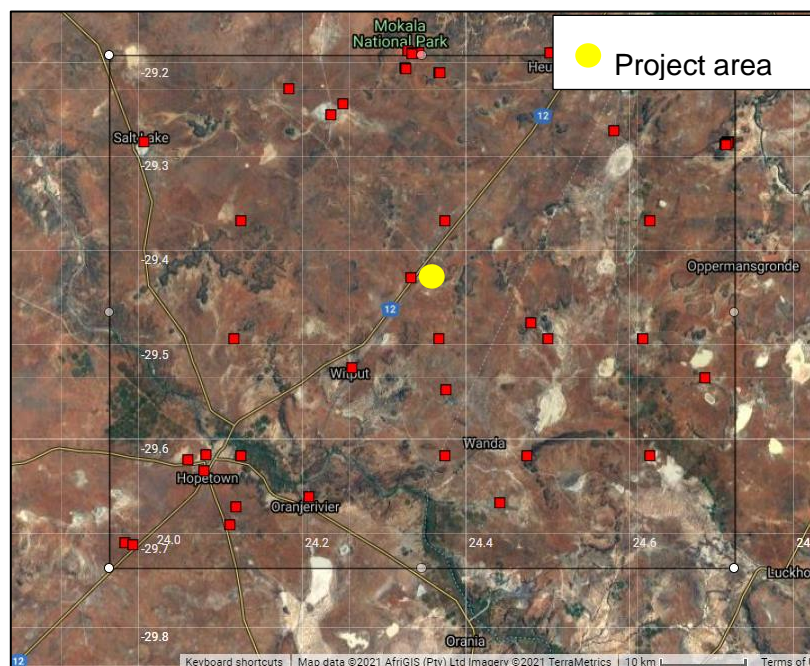 Mokala
National Park
Project area
-29.2
Heu
12
Salt Lake
-29.3
-29.4
Oppermansgronde
12
-29.5
Witput
-29.6
Wanda
Hopetown
Oranjerivier
24.0
-29.7
24.2
24.4
24.6
Luckho
-29.8
Orania
12
Keyboard shortcuts
Map data ©2021 AfriGIS (Pty) Ltd Imagery ©2021 TerraMetrics
10 km
Terms of